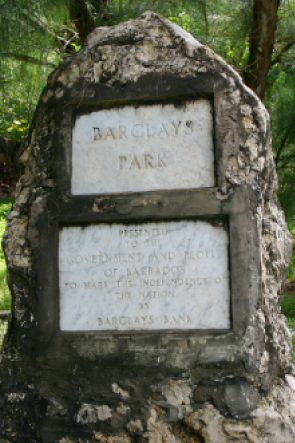 BARCLAYS
PARK
PRESENTED
TO THE
GOVERNMENT AND PEOPLE
OF BARBADOS
TO MARK THE INDEPENDENCE OF
THE NATION
BY
BARCLAYS BANK